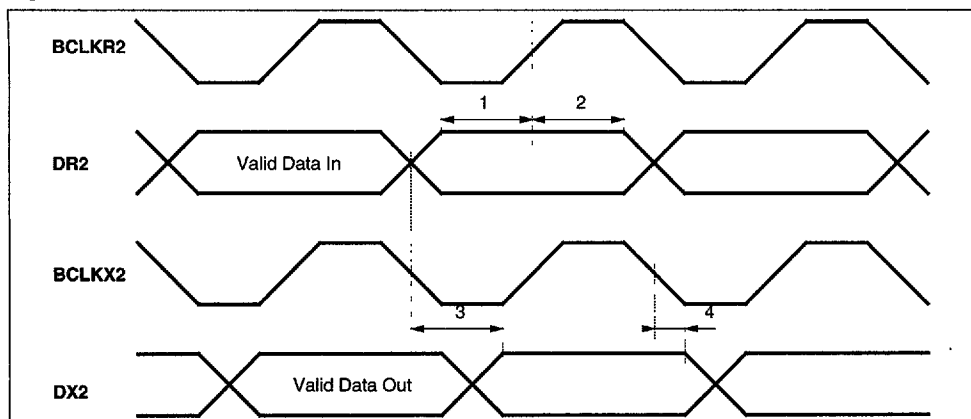 BCLKR2
1
2
DR2
Valid Data In
BCLKX2
3
4
DX2
Valid Data Out